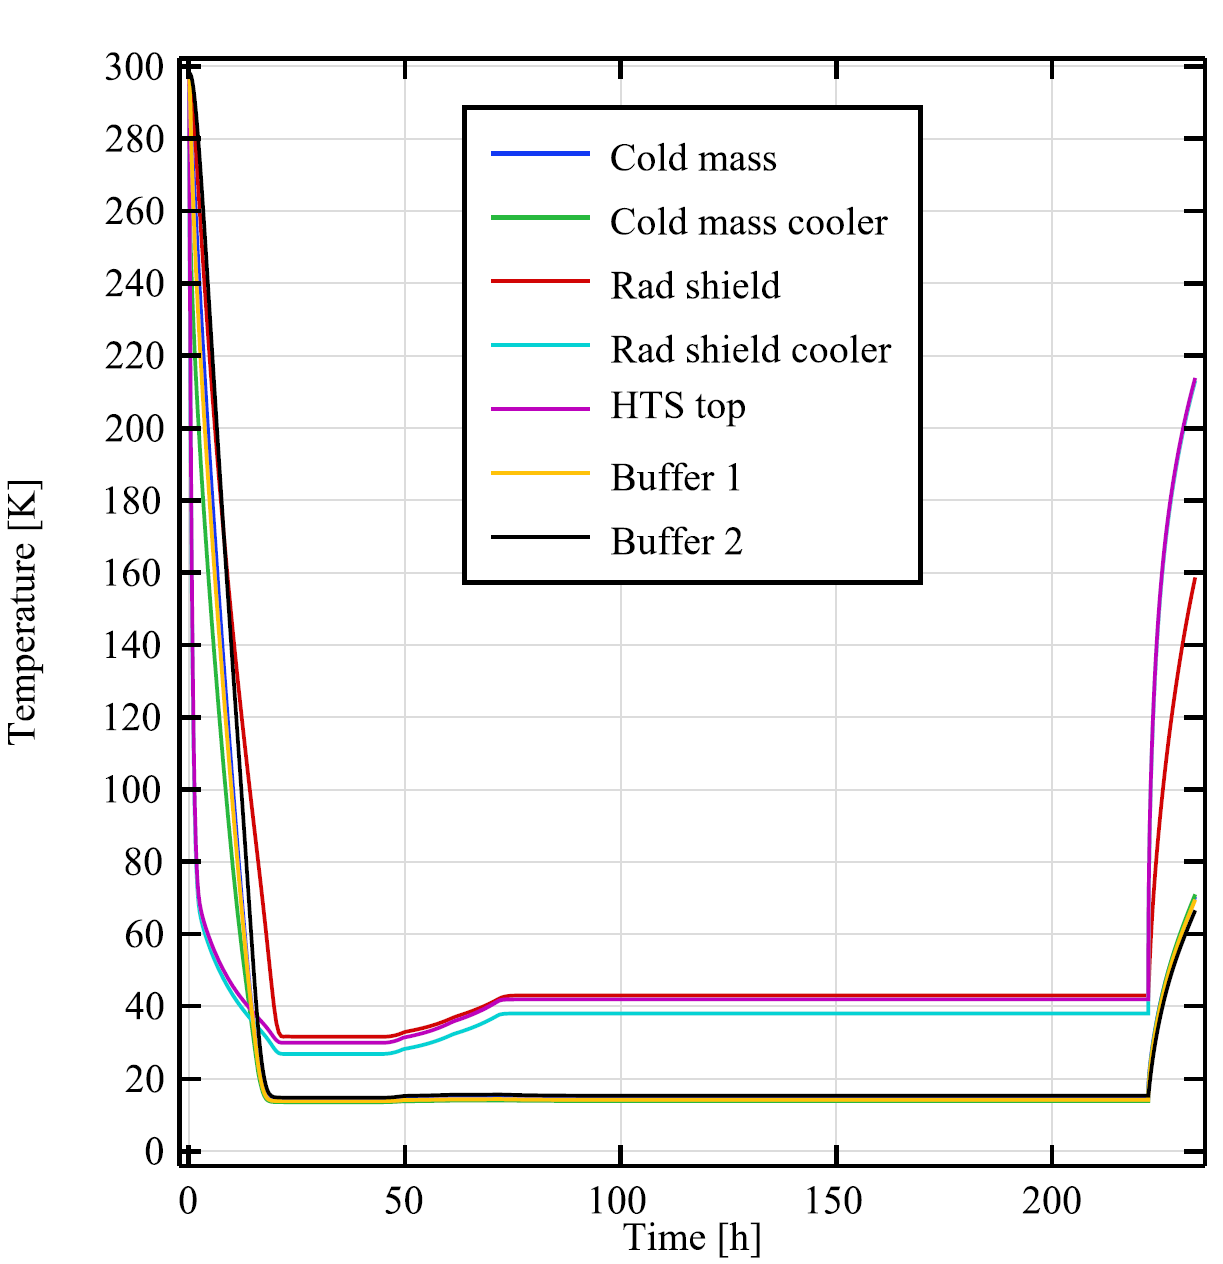 300
280
260
240
220
200
180
160
140
120
100
80
60
40
20
0
Temperature [K]
Cold mass
Cold mass cooler
Rad shield
Rad shield cooler
HTS top
Buffer 1
Buffer 2
0 50 100 150 200
Time [h]